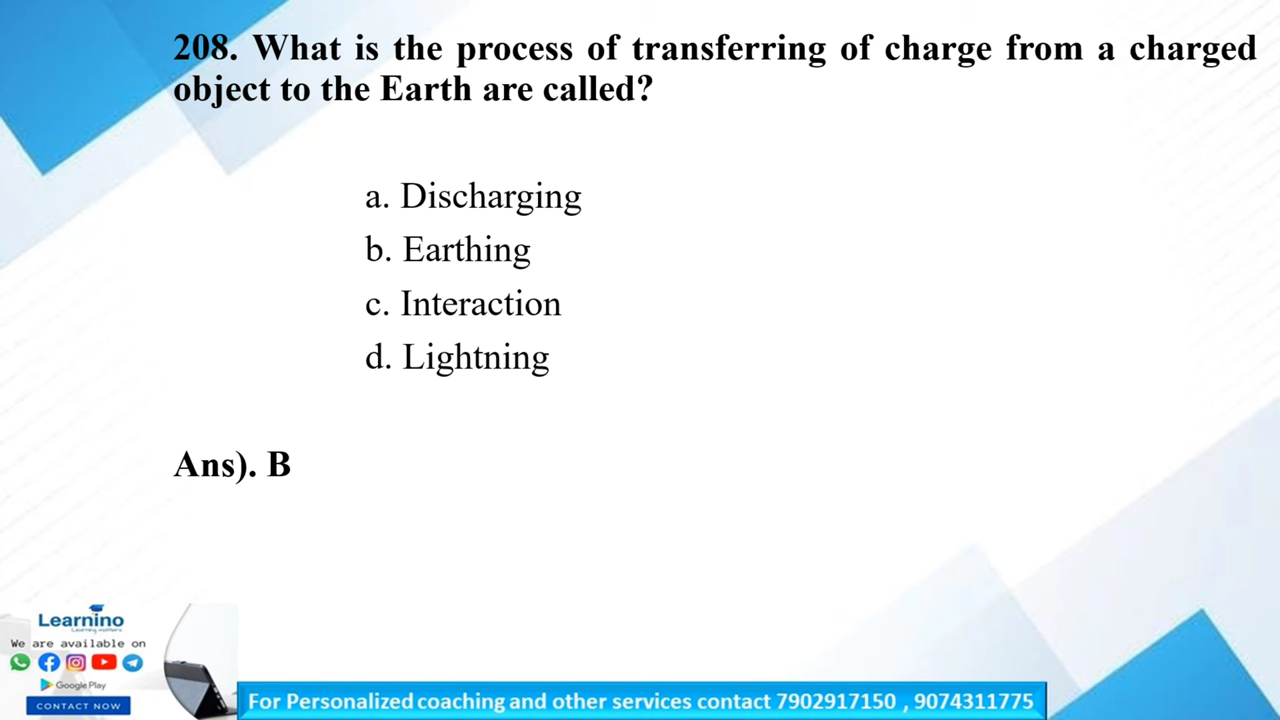 208. What is the process of transferring of charge from a charged
object to the Earth are called?
a. Discharging
b. Earthing
c. Interaction
d. Lightning
Ans). B
Learnino
Learning matters
We are available on
Google Play
CONTACT NOW
For Personalized coaching and other services contact 7902917150 , 9074311775